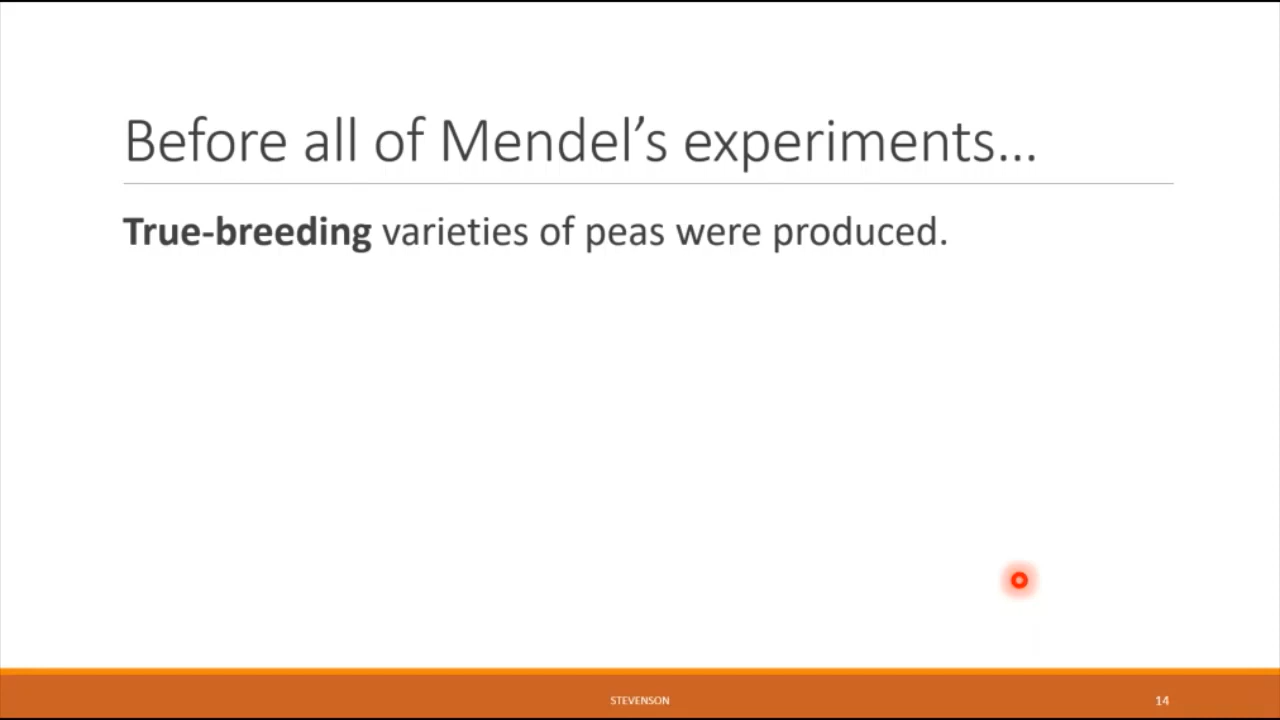 Before all of Mendel’s experiments…
True-breeding varieties of peas were produced.
STEVENSON
14